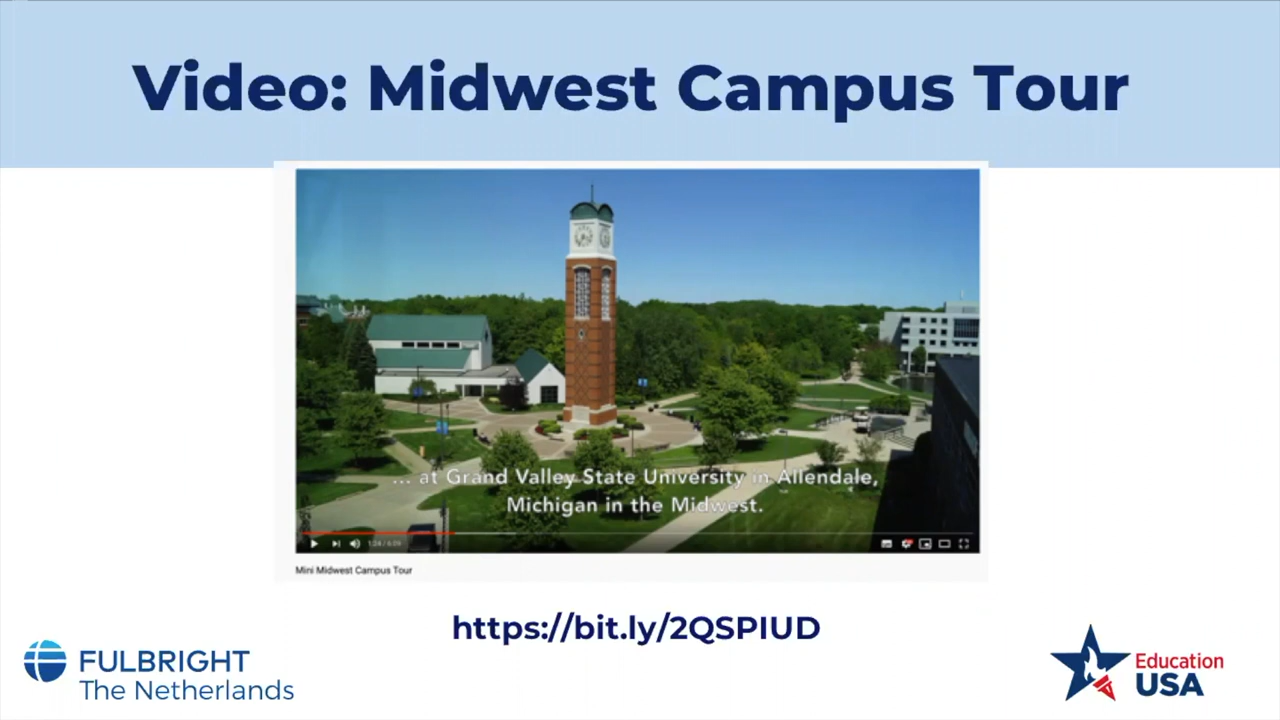 Video: Midwest Campus Tour
... at Grand Valley State University in Allendale,
Michigan in the Midwest.
Mini Midwest Campus Tour
https://bit.ly/2QSPIUD
FULBRIGHT
The Netherlands
Education
USA